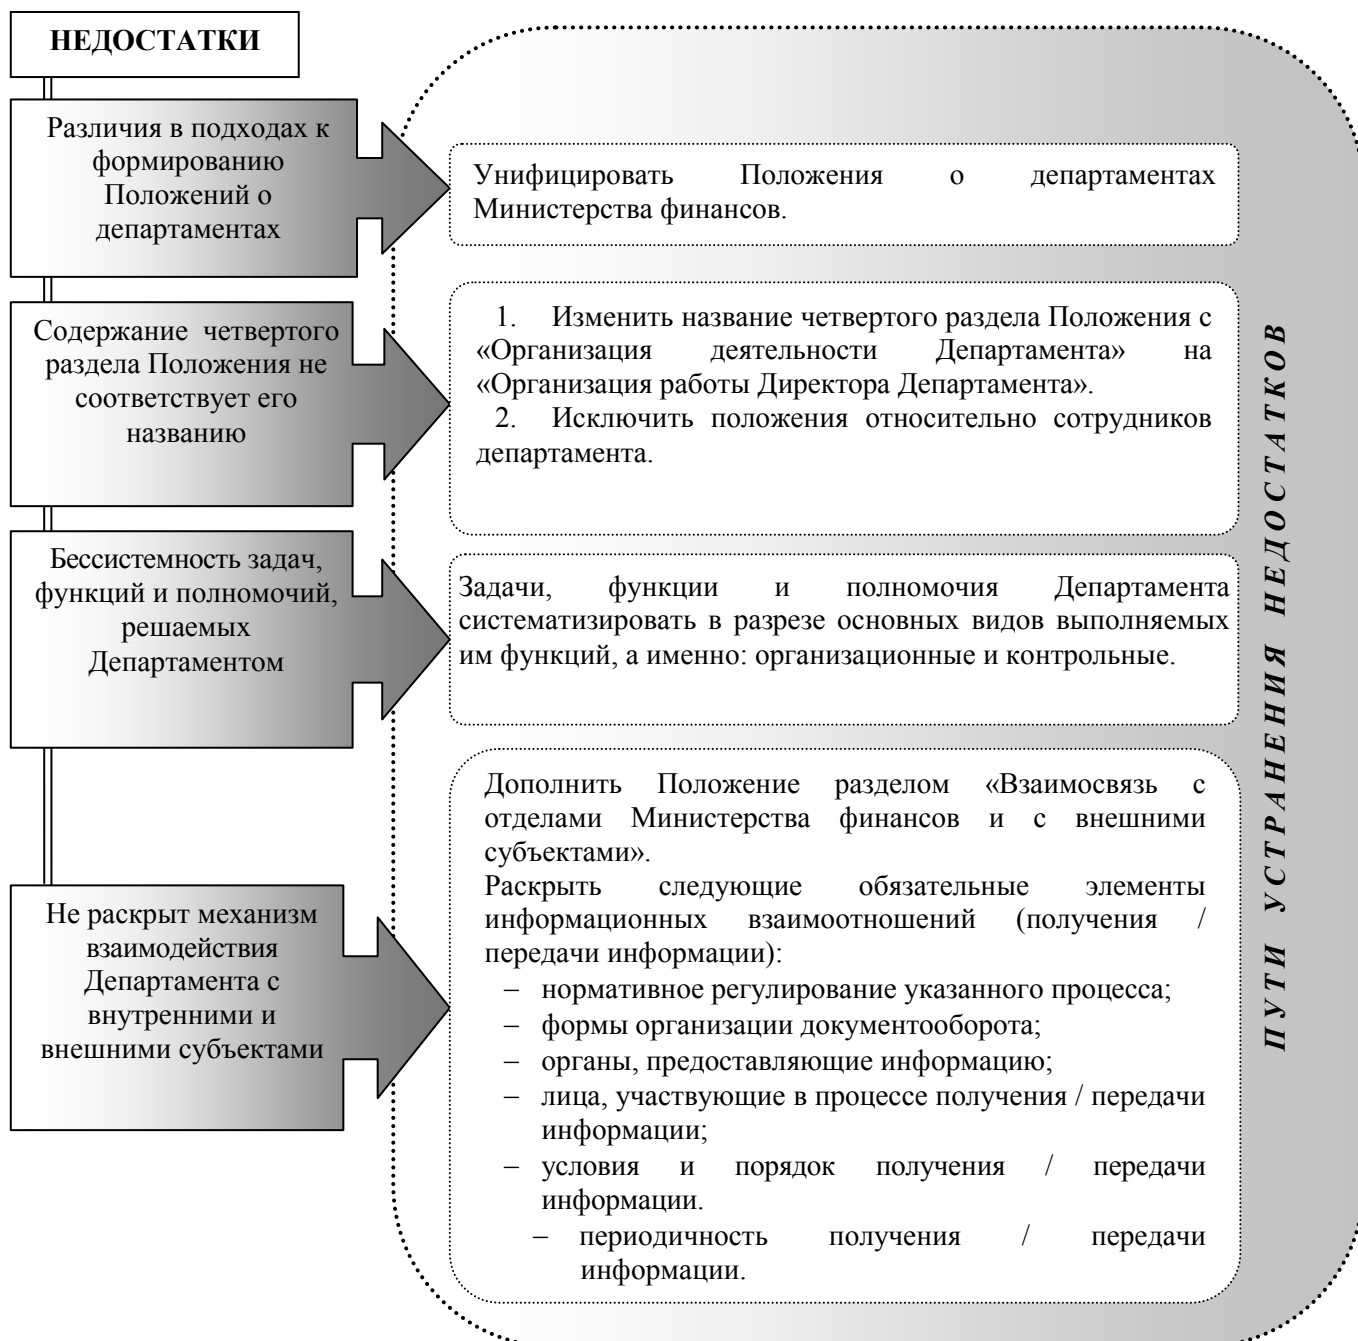 НЕДОСТАТКИ
Различия в подходах к
формированию
Положений о
департаментах
Унифицировать Положения о департаментах
Министерства финансов.
Содержание четвертого
раздела Положения не
соответствует его
названию
1. Изменить название четвертого раздела Положения с
«Организация деятельности Департамента» на
«Организация работы Директора Департамента».
2. Исключить положения относительно сотрудников
департамента.
Бессистемность задач,
функций и полномочий,
решаемых
Департаментом
Задачи, функции и полномочия Департамента
систематизировать в разрезе основных видов выполняемых
им функций, а именно: организационные и контрольные.
Не раскрыт механизм
взаимодействия
Департамента с
внутренними и
внешними субъектами
Дополнить Положение разделом «Взаимосвязь с
отделами Министерства финансов и с внешними
субъектами».
Раскрыть следующие обязательные элементы
информационных взаимоотношений (получения /
передачи информации):
– нормативное регулирование указанного процесса;
– формы организации документооборота;
– органы, предоставляющие информацию;
– лица, участвующие в процессе получения / передачи
информации;
– условия и порядок получения / передачи
информации.
– периодичность получения / передачи
информации.
ПУТИ УСТРАНЕНИЯ НЕДОСТАТКОВ